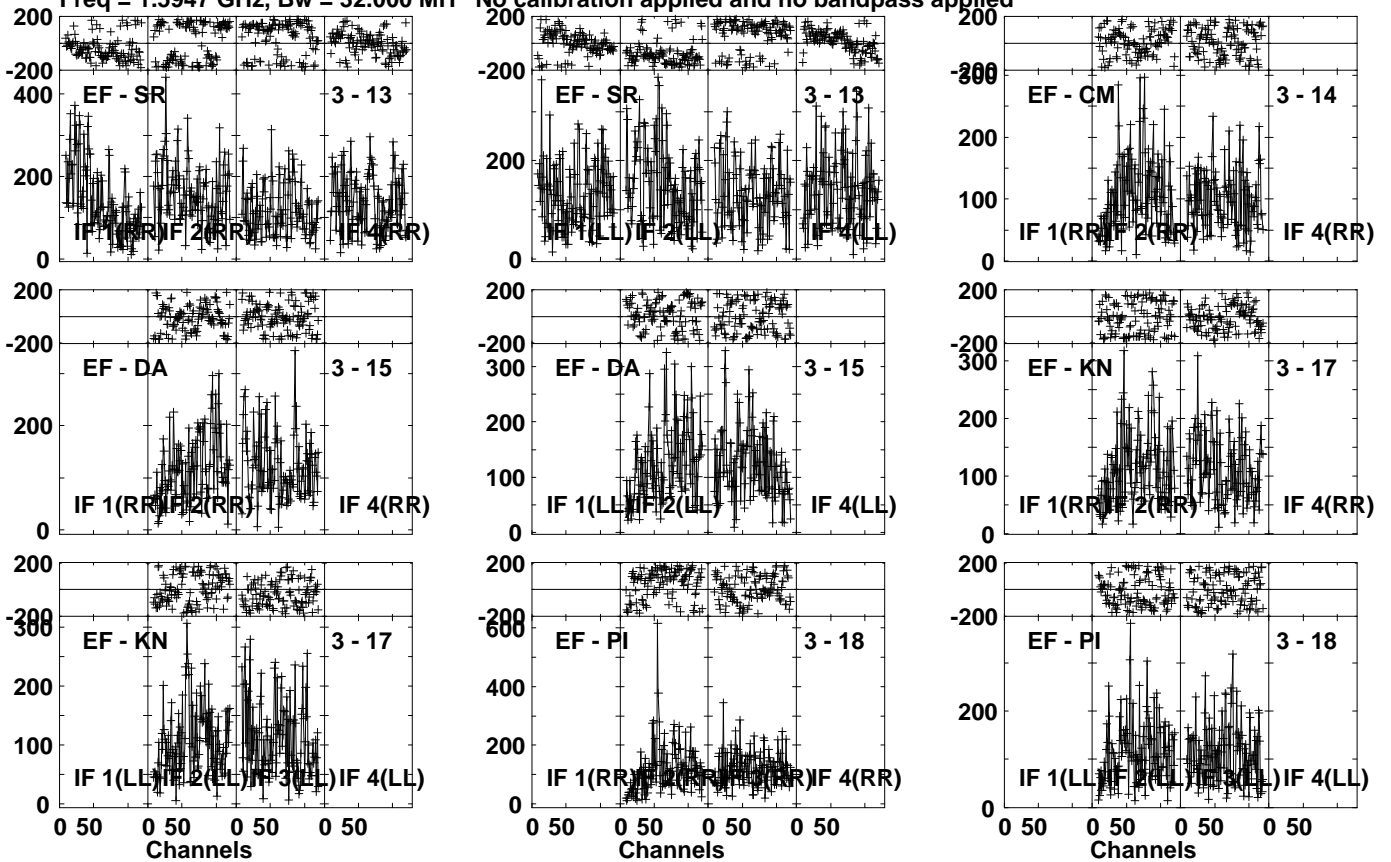 Freq = 1.5947 GHz, Bw = 32.000 MH No calibration applied and no bandpass applied
200
-200
400
200
0
EF - SR
3 - 13
IF 1(RR)
IF 2(RR)
IF 4(RR)
200
-200
200
0
EF - SR
3 - 13
IF 1(LL)
IF 2(LL)
IF 4(LL)
200
-200
300
200
100
0
EF - CM
3 - 14
IF 1(RR)
IF 2(RR)
IF 4(RR)
200
-200
200
0
EF - DA
3 - 15
IF 1(RR)
IF 2(RR)
IF 4(RR)
200
-200
300
200
100
0
EF - DA
3 - 15
IF 1(LL)
IF 2(LL)
IF 4(LL)
200
-200
300
200
100
0
EF - KN
3 - 17
IF 1(RR)
IF 2(RR)
IF 4(RR)
200
-200
300
200
100
0
EF - KN
3 - 17
IF 1(LL)
IF 2(LL)
IF 3(LL)
IF 4(LL)
0 50 0 50 0 50 0 50
Channels
200
-200
600
400
200
0
EF - PI
3 - 18
IF 1(RR)
IF 2(RR)
IF 3(RR)
IF 4(RR)
0 50 0 50 0 50 0 50
Channels
200
-200
200
0
EF - PI
3 - 18
IF 1(LL)
IF 2(LL)
IF 3(LL)
IF 4(LL)
0 50 0 50 0 50 0 50
Channels